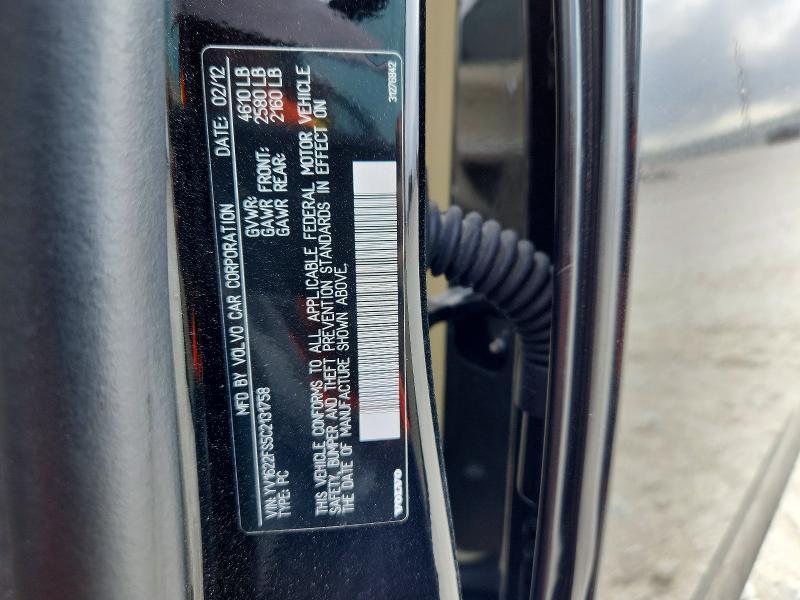 MFD BY VOLVO CAR CORPORATION DATE: 02/12
GVWR: 4610 LB
GAWR FRONT: 2580 LB
GAWR REAR: 2160 LB
VIN: YV1622FS5C2131758
TYPE: PC
THIS VEHICLE CONFORMS TO ALL APPLICABLE FEDERAL MOTOR VEHICLE
SAFETY, BUMPER AND THEFT PREVENTION STANDARDS IN EFFECT ON
DATE OF MANUFACTURE SHOWN ABOVE.
VOLVO 31276942